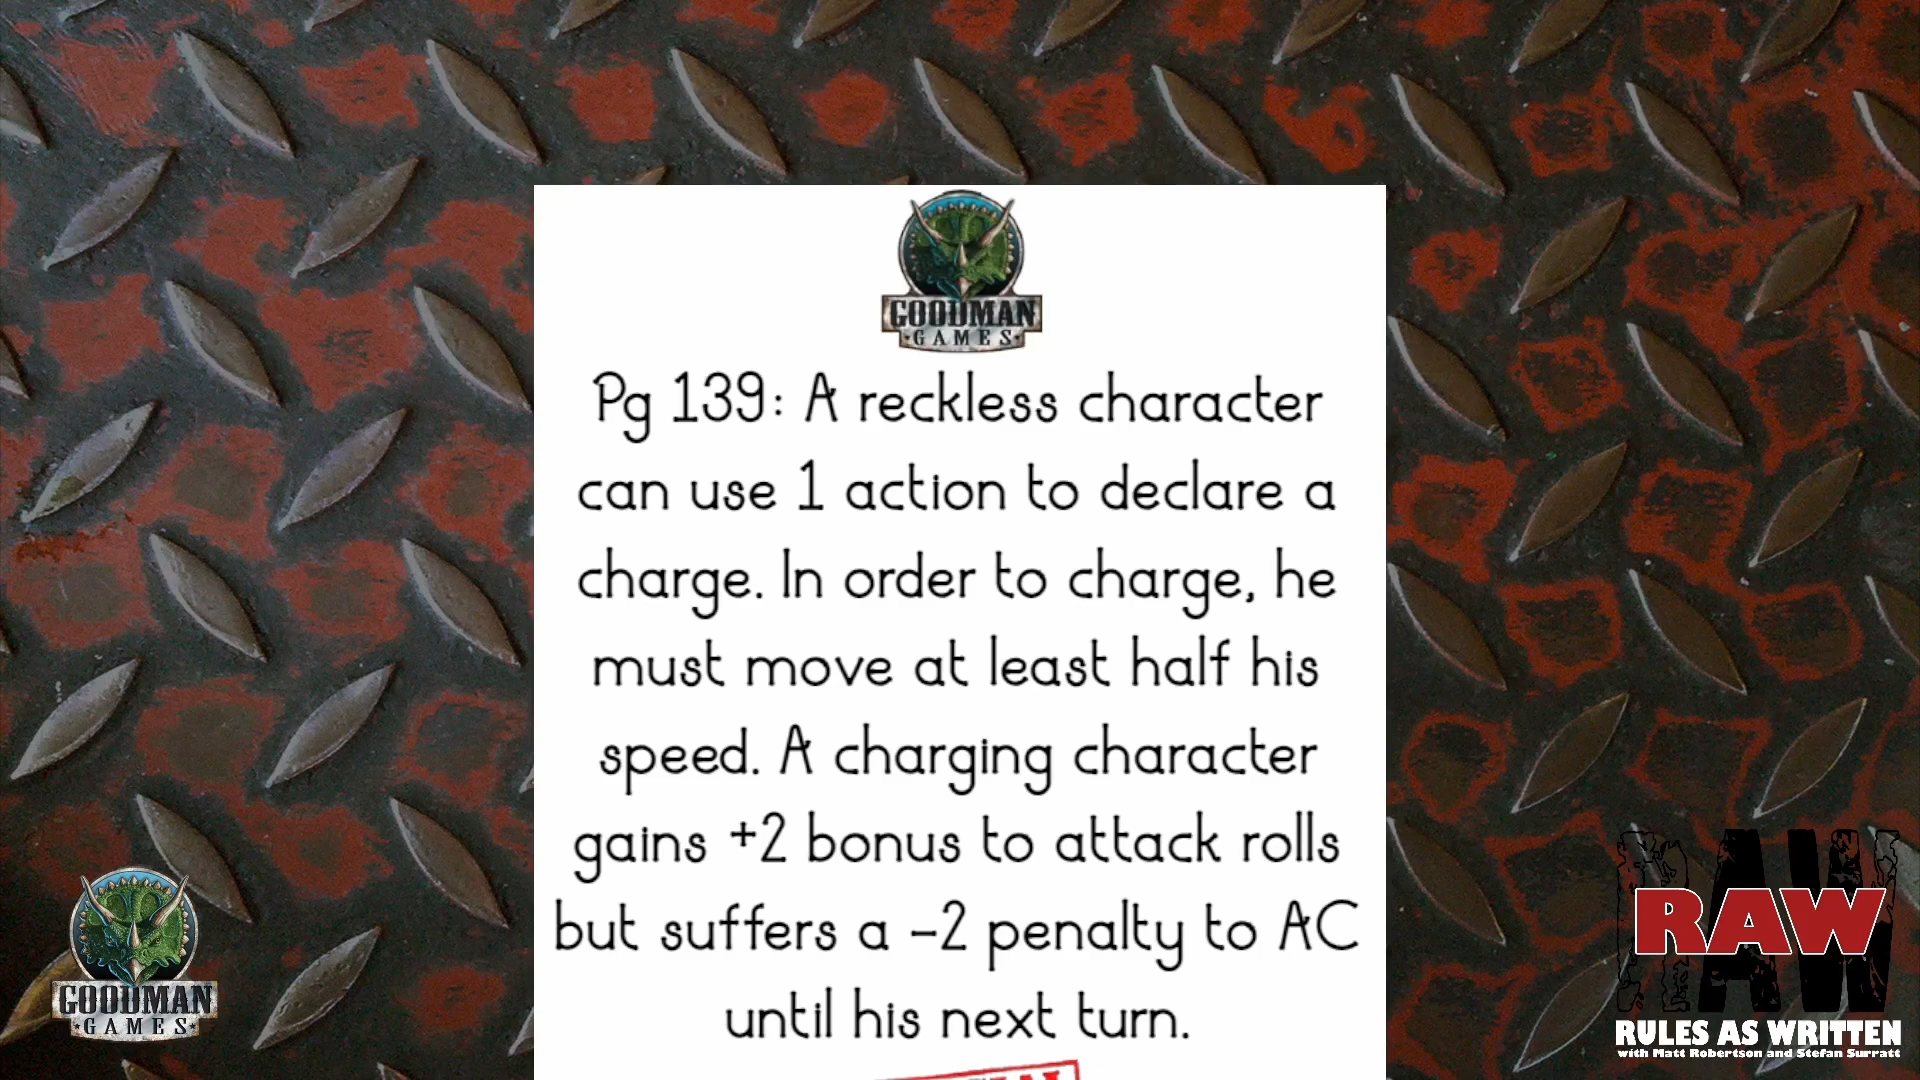 GOODMAN
GAMES
Pg 139: A reckless character
can use 1 action to declare a
charge. In order to charge, he
must move at least half his
speed. A charging character
gains +2 bonus to attack rolls
but suffers a -2 penalty to AC
until his next turn.
GOODMAN
GAMES
RAW
RAW
RULES AS WRITTEN
with Matt Robertson and Stefan Surratt